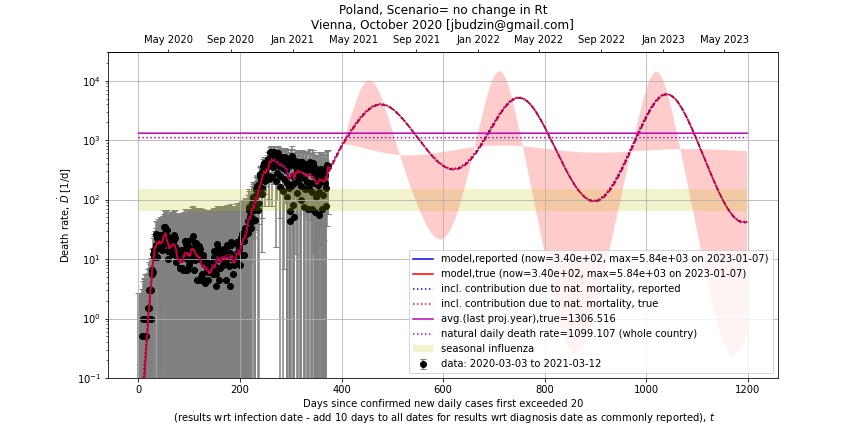 Poland, Scenario= no change in Rt
Vienna, October 2020 [jbudzin@gmail.com]
May 2020 Sep 2020 Jan 2021 May 2021 Sep 2021 Jan 2022 May 2022 Sep 2022 Jan 2023 May 2023
Death rate, D [1/d]
10⁴
10³
10²
10¹
10⁰
10⁻¹
model,reported (now=3.40e+02, max=5.84e+03 on 2023-01-07)
model,true (now=3.40e+02, max=5.84e+03 on 2023-01-07)
incl. contribution due to nat. mortality, reported
incl. contribution due to nat. mortality, true
avg.(last proj.year),true=1306.516
natural daily death rate=1099.107 (whole country)
seasonal influenza
data: 2020-03-03 to 2021-03-12
0 200 400 600 800 1000 1200
Days since confirmed new daily cases first exceeded 20
(results wrt infection date - add 10 days to all dates for results wrt diagnosis date as commonly reported), t